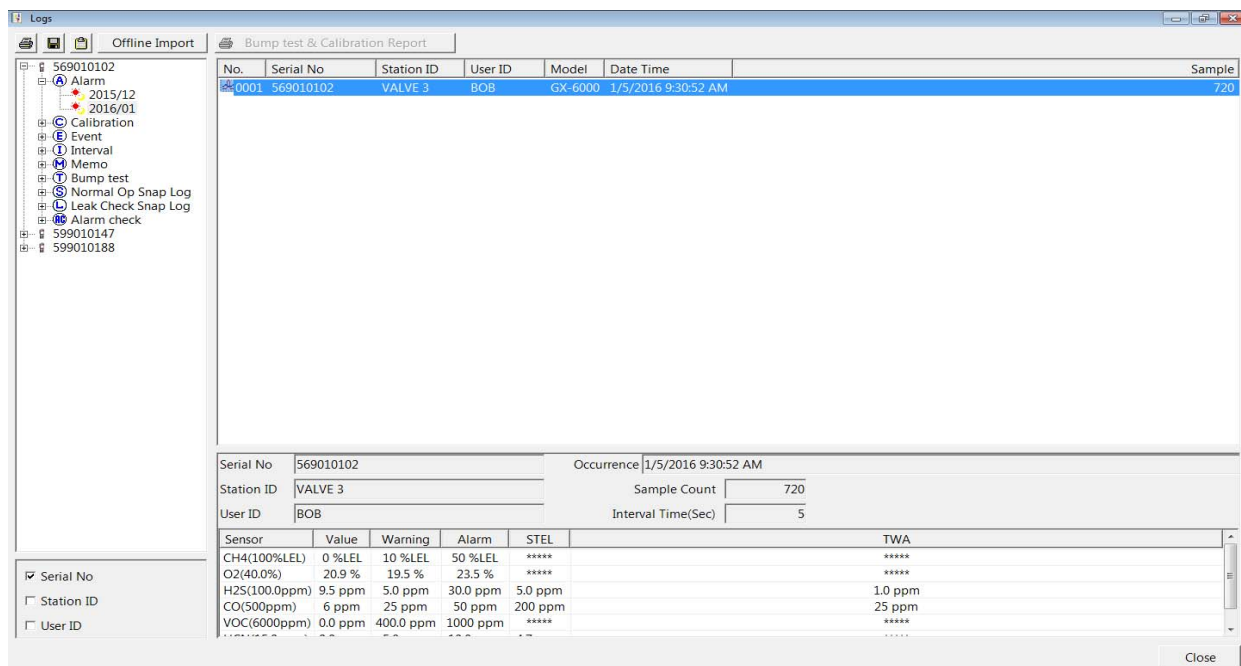 Logs
Offline Import Bump test & Calibration Report
569010102
A Alarm
2015/12
2016/01
C Calibration
E Event
I Interval
M Memo
T Bump test
S Normal Op Snap Log
L Leak Check Snap Log
AC Alarm check
599010147
599010188
Serial No
Station ID
User ID
No. Serial No Station ID User ID Model Date Time Sample
0001 569010102 VALVE 3 BOB GX-6000 1/5/2016 9:30:52 AM 720
Serial No 569010102 Occurrence 1/5/2016 9:30:52 AM
Station ID VALVE 3 Sample Count 720
User ID BOB Interval Time(Sec) 5
Sensor Value Warning Alarm STEL TWA
CH4(100%LEL) 0 %LEL 10 %LEL 50 %LEL ***** *****
O2(40.0%) 20.9 % 19.5 % 23.5 % ***** *****
H2S(100.0ppm) 9.5 ppm 5.0 ppm 30.0 ppm 5.0 ppm 1.0 ppm
CO(500ppm) 6 ppm 25 ppm 50 ppm 200 ppm 25 ppm
VOC(6000ppm) 0.0 ppm 400.0 ppm 1000 ppm ***** *****
Close